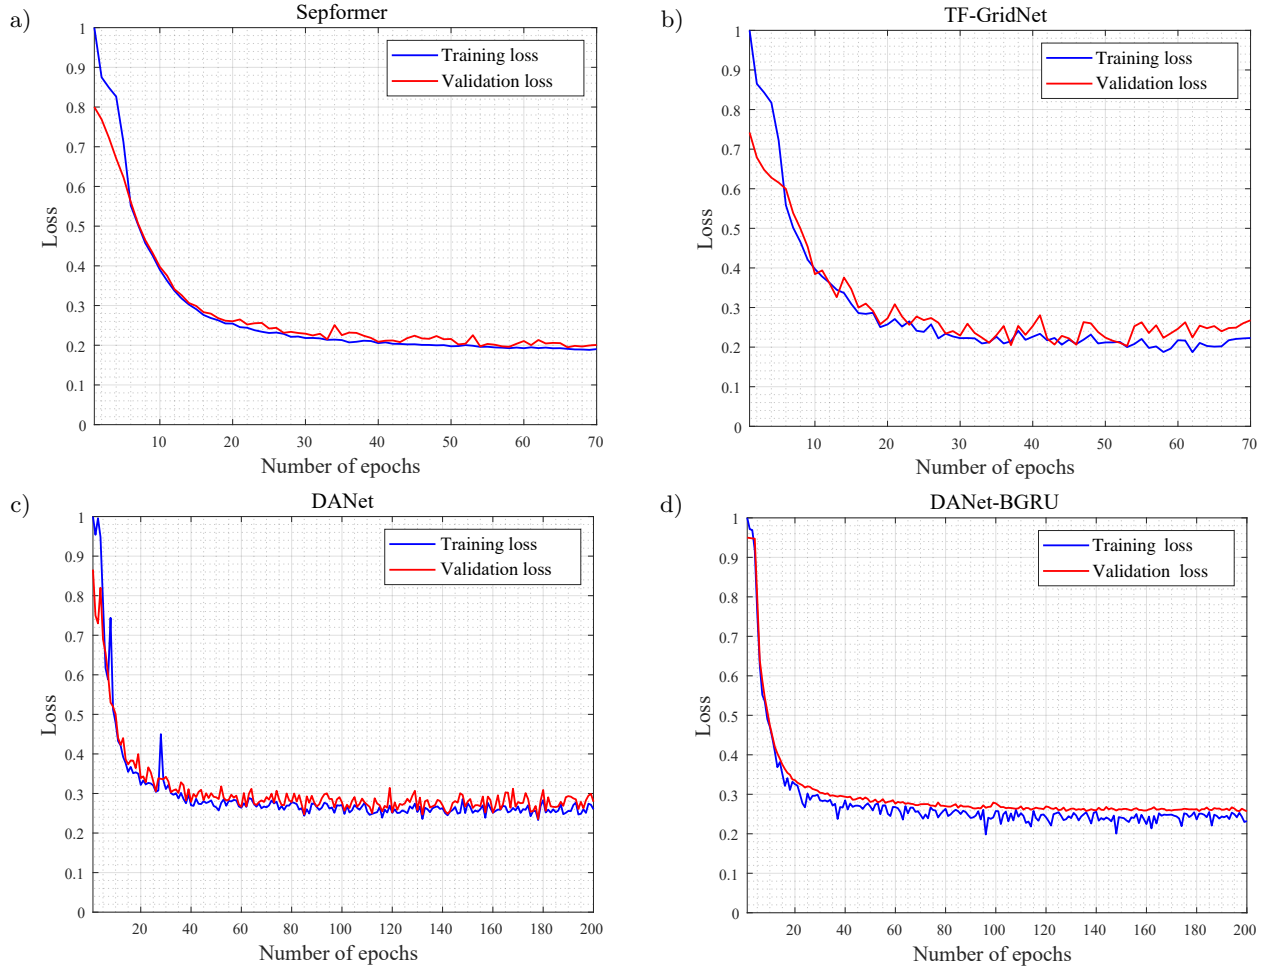 a)
Sepformer
1
0.9
0.8
0.7
0.6
0.5
0.4
0.3
0.2
0.1
0
Loss
Training loss
Validation loss
10 20 30 40 50 60 70
Number of epochs
b)
TF-GridNet
1
0.9
0.8
0.7
0.6
0.5
0.4
0.3
0.2
0.1
0
Loss
Training loss
Validation loss
10 20 30 40 50 60 70
Number of epochs
c)
DANet
1
0.9
0.8
0.7
0.6
0.5
0.4
0.3
0.2
0.1
0
Loss
Training loss
Validation loss
20 40 60 80 100 120 140 160 180 200
Number of epochs
d)
DANet-BGRU
1
0.9
0.8
0.7
0.6
0.5
0.4
0.3
0.2
0.1
0
Loss
Training loss
Validation loss
20 40 60 80 100 120 140 160 180 200
Number of epochs